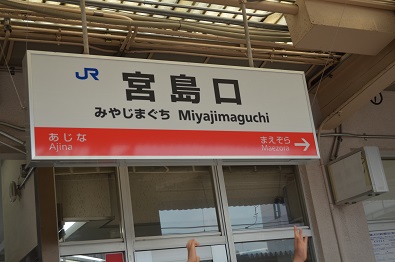 JR 宮島口
みやじまぐち Miyajimaguchi
あじな まえぞら
Ajina Maezora